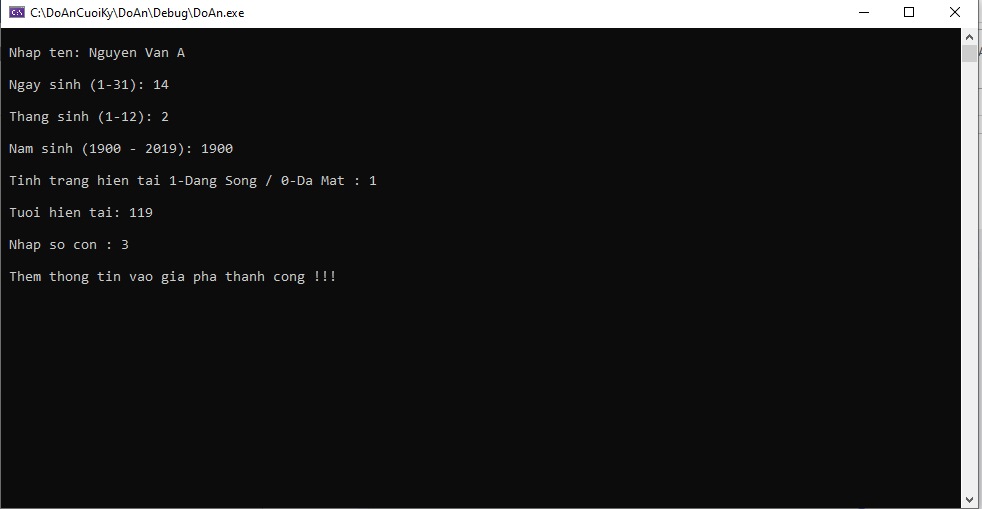 C:\DoAnCuoiKy\DoAn\Debug\DoAn.exe
Nhap ten: Nguyen Van A
Ngay sinh (1-31): 14
Thang sinh (1-12): 2
Nam sinh (1900 - 2019): 1900
Tinh trang hien tai 1-Dang Song / 0-Da Mat : 1
Tuoi hien tai: 119
Nhap so con : 3
Them thong tin vao gia pha thanh cong !!!